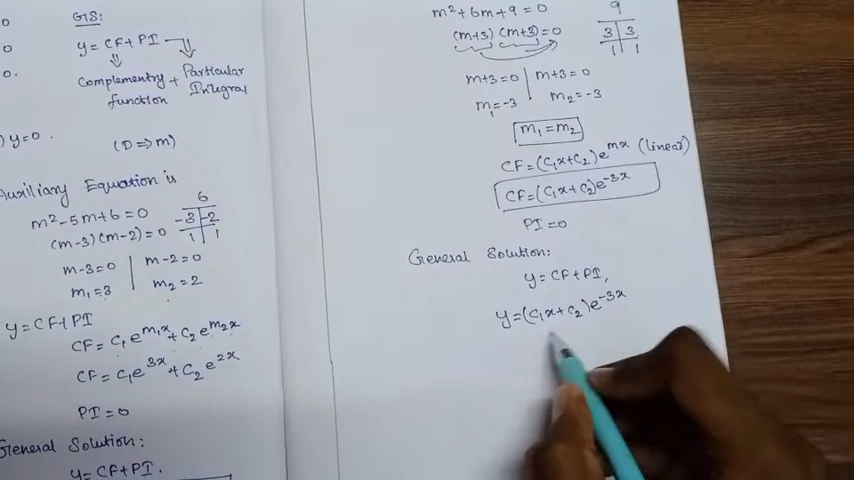 GIS:
y = CF + PI
Complementry + Particular
function Integral
) y=0.
(D => m)
Auxiliary Equation is
m²-5m+6=0
6
(m-3)(m-2)=0
-3 -2
1 1
m-3=0 m-2=0
m₁=3 m₂=2
y=CF+PI
CF= C₁e^m₁x + C₂e^m₂x
CF= C₁e^3x + C₂e^2x
PI=0
General Solution:
y=CF+PI.
m²+6m+9=0
9
(m+3)(m+3)=0
3 3
1 1
m+3=0 m+3=0
m₁=-3 m₂=-3
m₁=m₂
CF=(C₁x+C₂)e^mx (linear)
CF=(C₁x+C₂)e^-3x
PI=0
General Solution:
y=CF+PI,
y=(C₁x+C₂)e^-3x